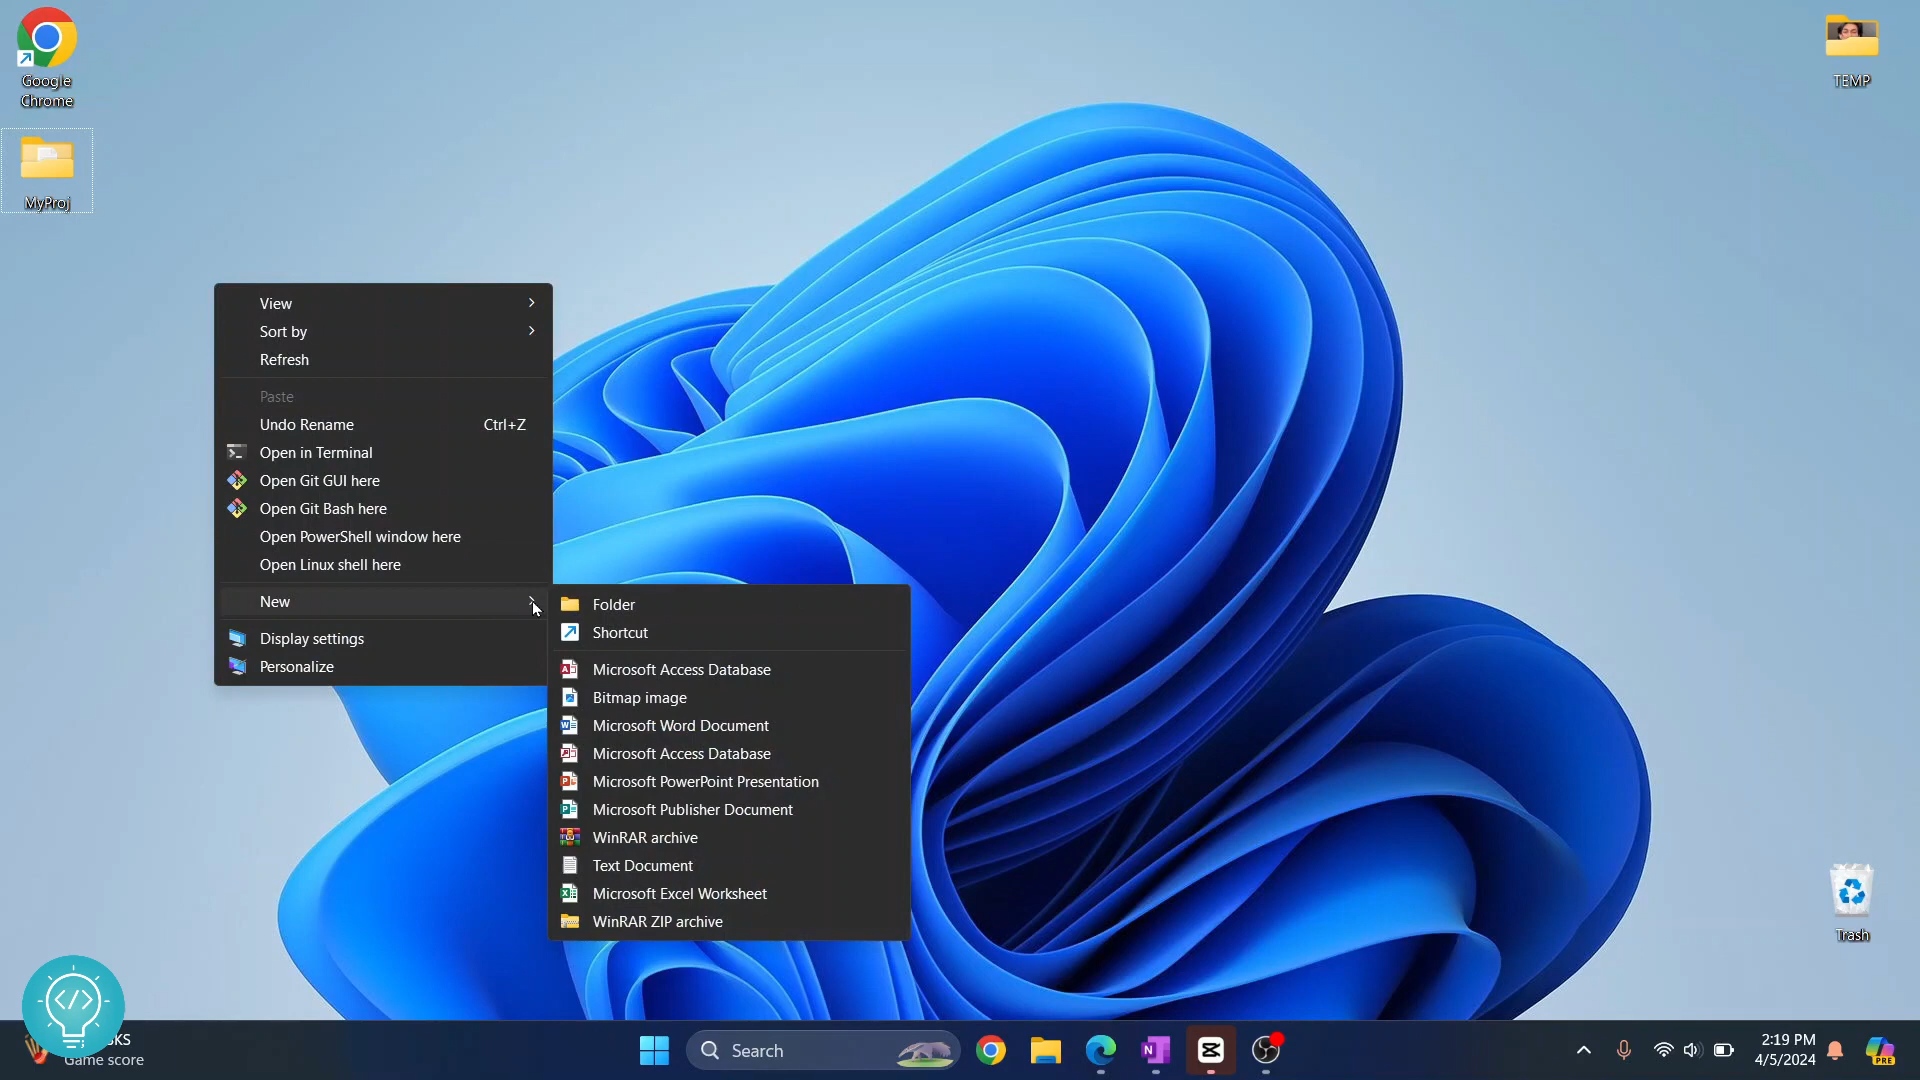 Google
Chrome
MyProj
TEMP
View
Sort by
Refresh
Paste
Undo Rename Ctrl+Z
Open in Terminal
Open Git GUI here
Open Git Bash here
Open PowerShell window here
Open Linux shell here
New
Display settings
Personalize
Folder
Shortcut
Microsoft Access Database
Bitmap image
Microsoft Word Document
Microsoft Access Database
Microsoft PowerPoint Presentation
Microsoft Publisher Document
WinRAR archive
Text Document
Microsoft Excel Worksheet
WinRAR ZIP archive
Trash
</>
Game score
Search
N
2:19 PM
4/5/2024
PRE